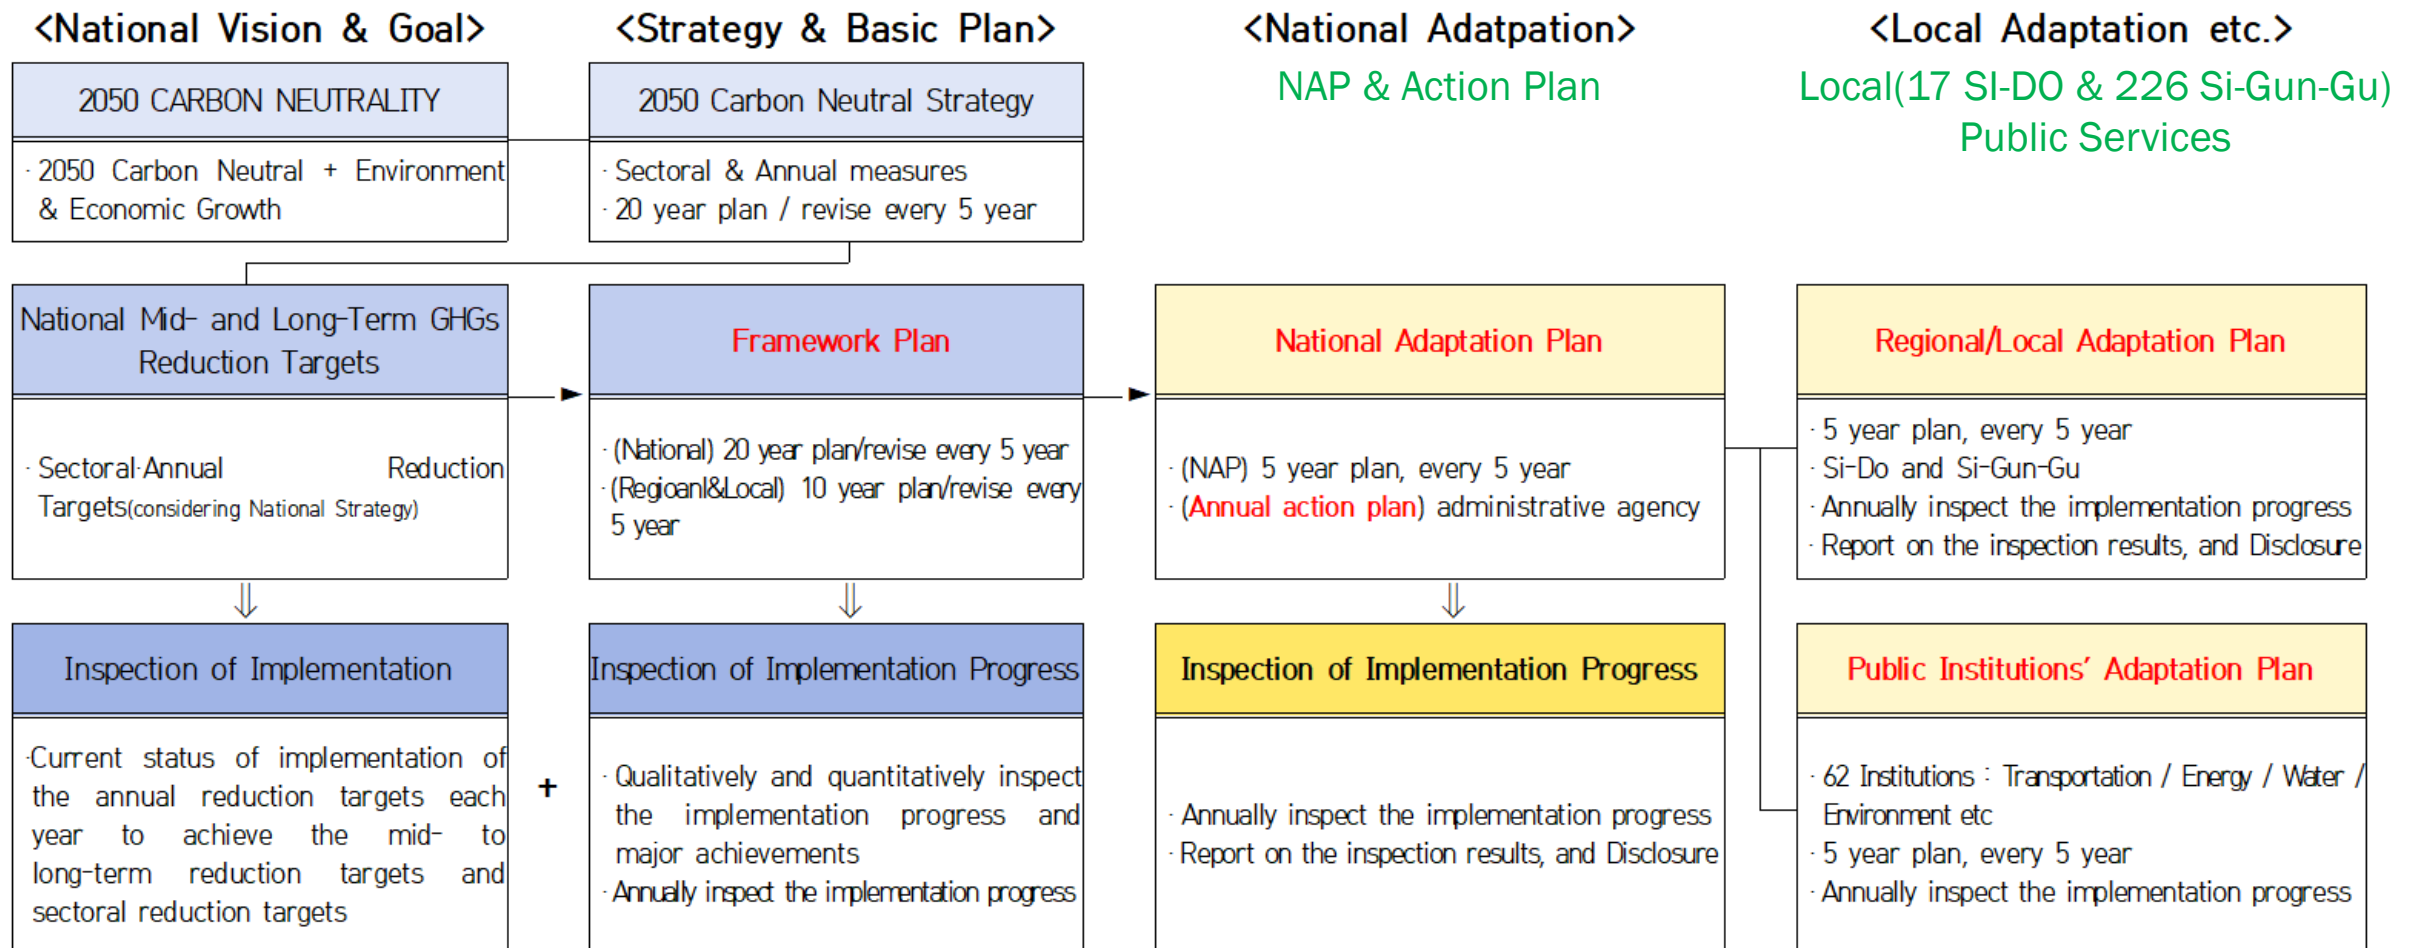 <National Vision & Goal>
<Strategy & Basic Plan>
<National Adatpation>
<Local Adaptation etc.>
NAP & Action Plan
Local(17 SI-DO & 226 Si-Gun-Gu)
Public Services
2050 CARBON NEUTRALITY
· 2050 Carbon Neutral + Environment
& Economic Growth
2050 Carbon Neutral Strategy
· Sectoral & Annual measures
· 20 year plan / revise every 5 year
National Mid- and Long-Term GHGs
Reduction Targets
· Sectoral·Annual Reduction
Targets(considering National Strategy)
Framework Plan
· (National) 20 year plan/revise every 5 year
· (Regioanl&Local) 10 year plan/revise every
5 year
National Adaptation Plan
· (NAP) 5 year plan, every 5 year
· (Annual action plan) administrative agency
Regional/Local Adaptation Plan
· 5 year plan, every 5 year
· Si-Do and Si-Gun-Gu
· Annually inspect the implementation progress
· Report on the inspection results, and Disclosure
⇓
⇓
⇓
Inspection of Implementation
·Current status of implementation of
the annual reduction targets each
year to achieve the mid- to
long-term reduction targets and
sectoral reduction targets
+
Inspection of Implementation Progress
· Qualitatively and quantitatively inspect
the implementation progress and
major achievements
· Annually inspect the implementation progress
Inspection of Implementation Progress
· Annually inspect the implementation progress
· Report on the inspection results, and Disclosure
Public Institutions' Adaptation Plan
· 62 Institutions : Transportation / Energy / Water /
Environment etc
· 5 year plan, every 5 year
· Annually inspect the implementation progress